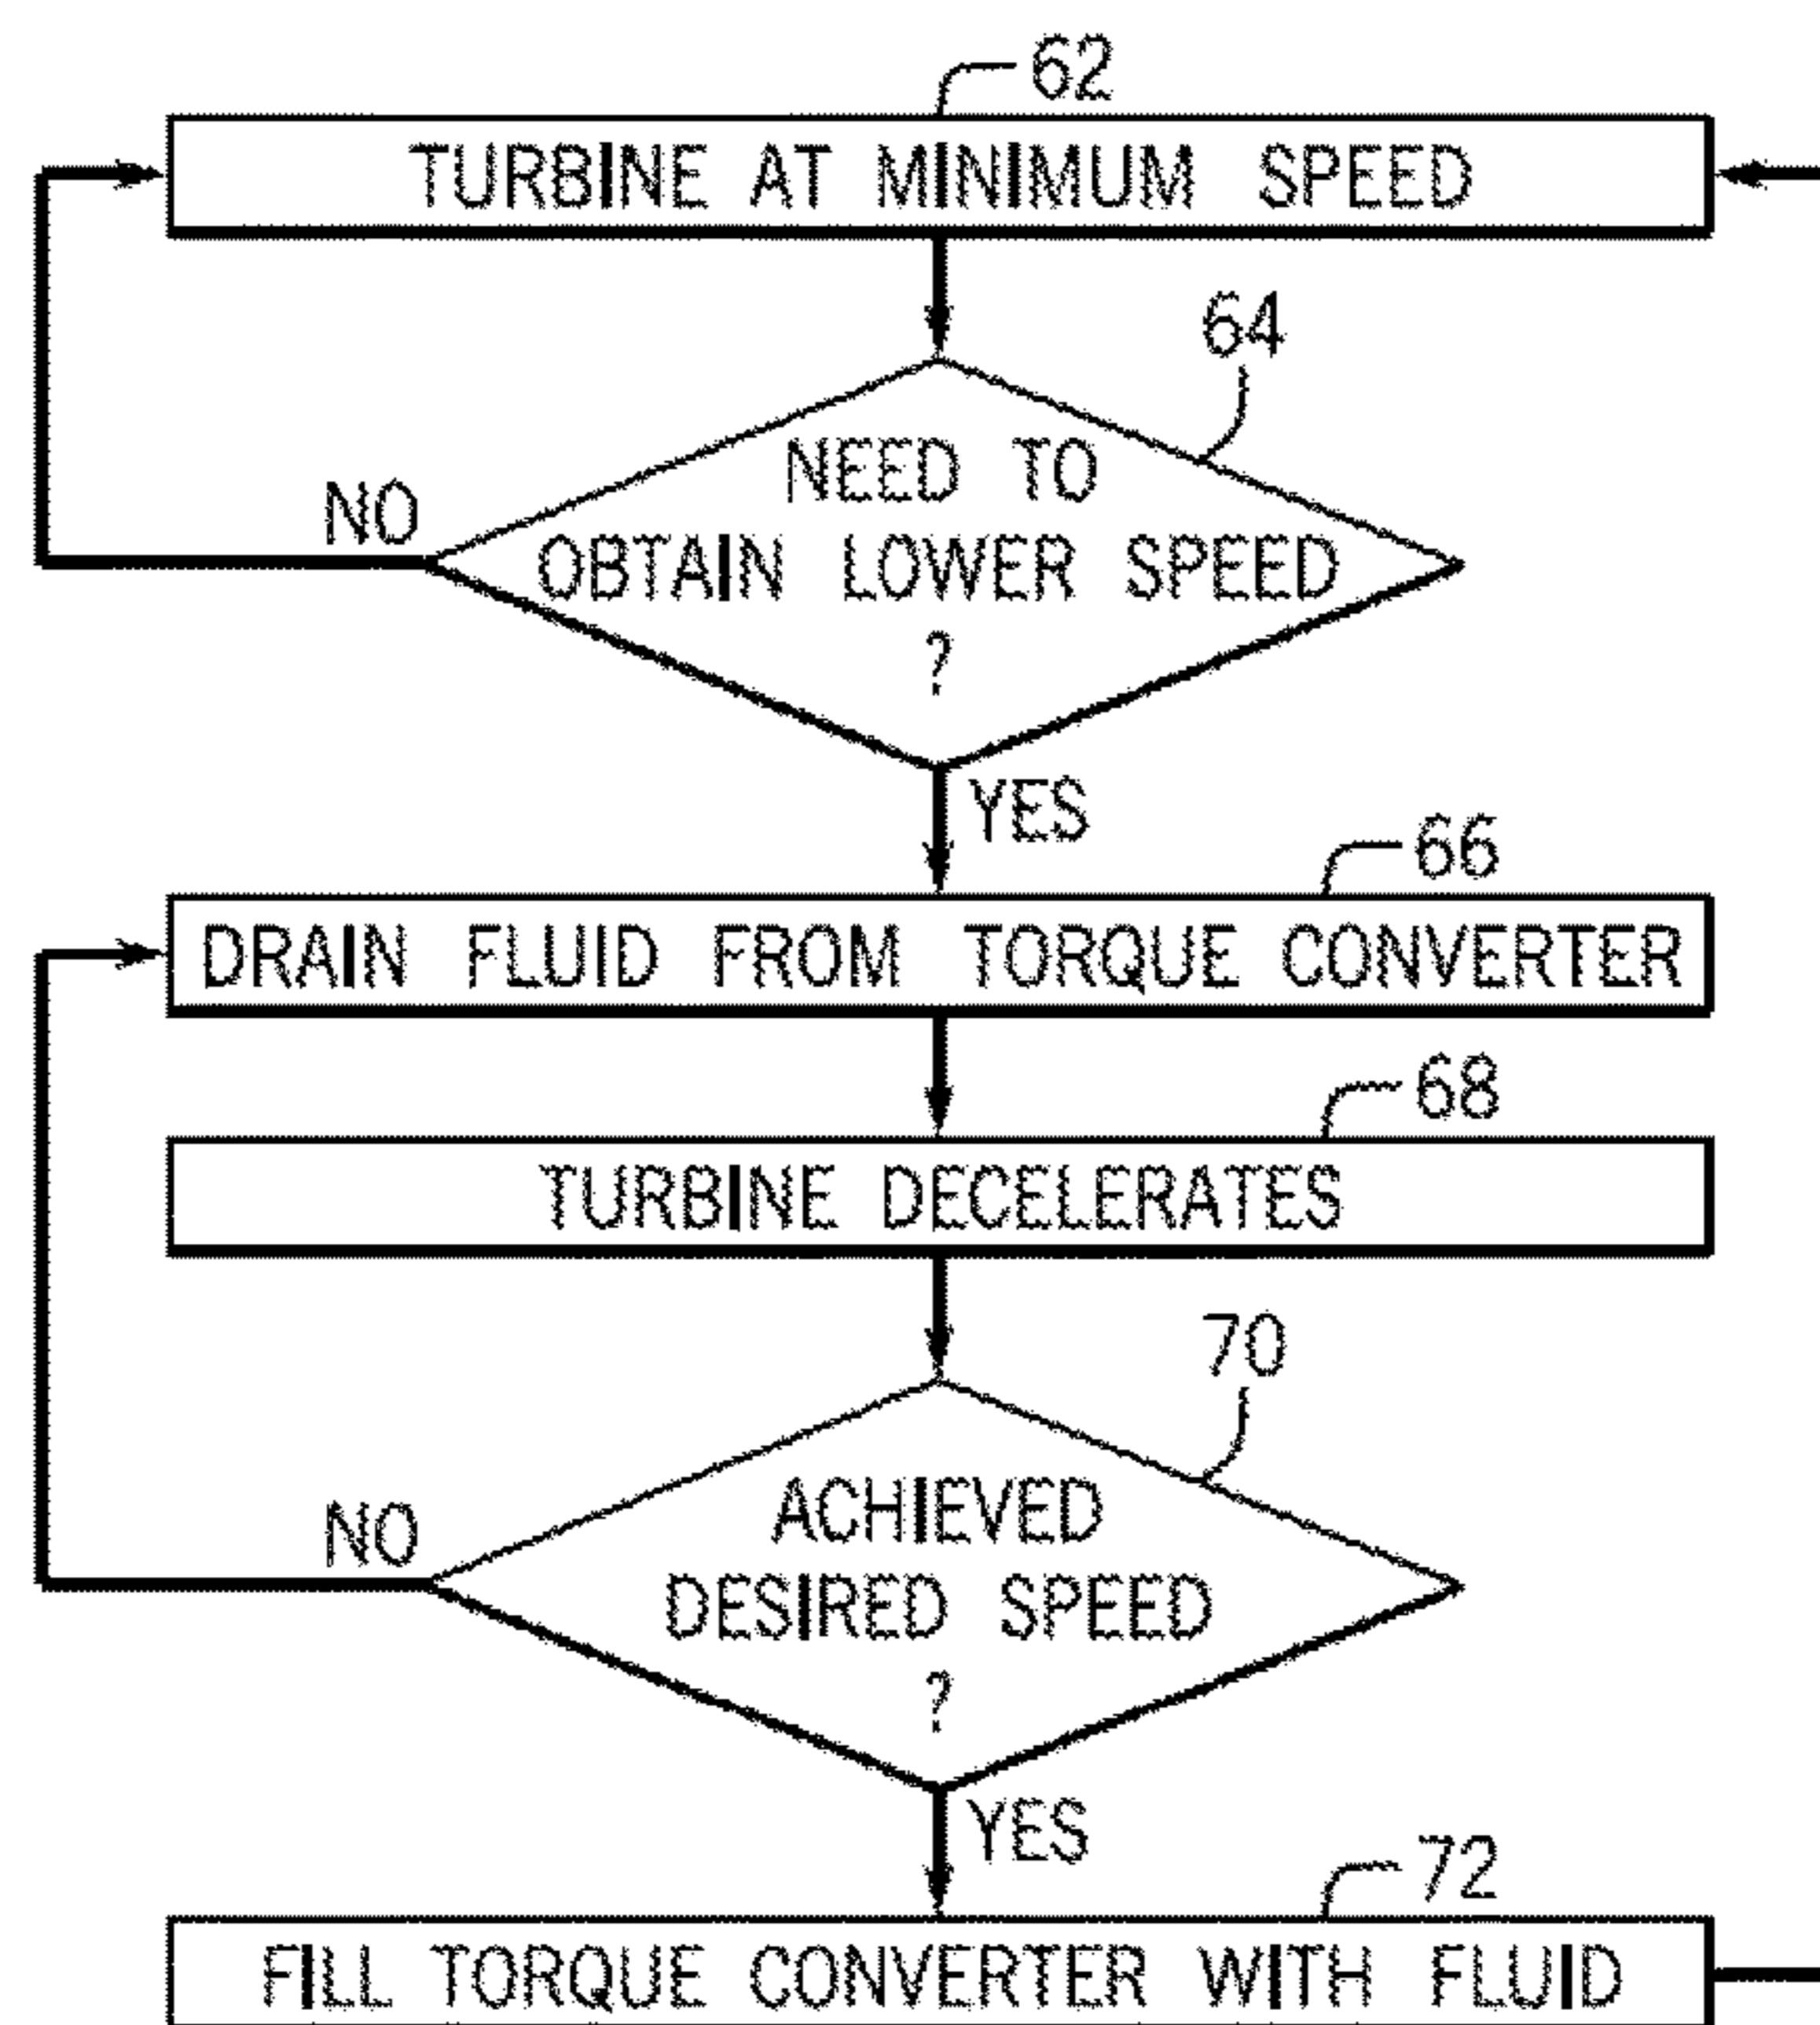 62
TURBINE AT MINIMUM SPEED
64
NEED TO
OBTAIN LOWER SPEED
?
NO
YES
66
DRAIN FLUID FROM TORQUE CONVERTER
68
TURBINE DECELERATES
70
ACHIEVED
DESIRED SPEED
?
NO
YES
72
FILL TORQUE CONVERTER WITH FLUID